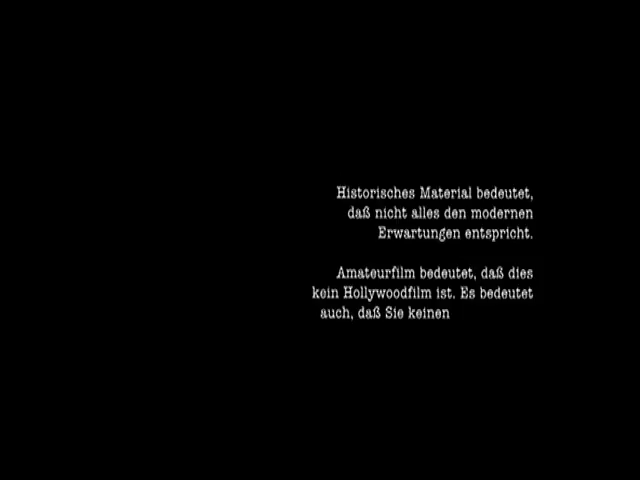 Historisches Material bedeutet,
daß nicht alles den modernen
Erwartungen entspricht.
Amateurfilm bedeutet, daß dies
kein Hollywoodfilm ist. Es bedeutet
auch, daß Sie keinen